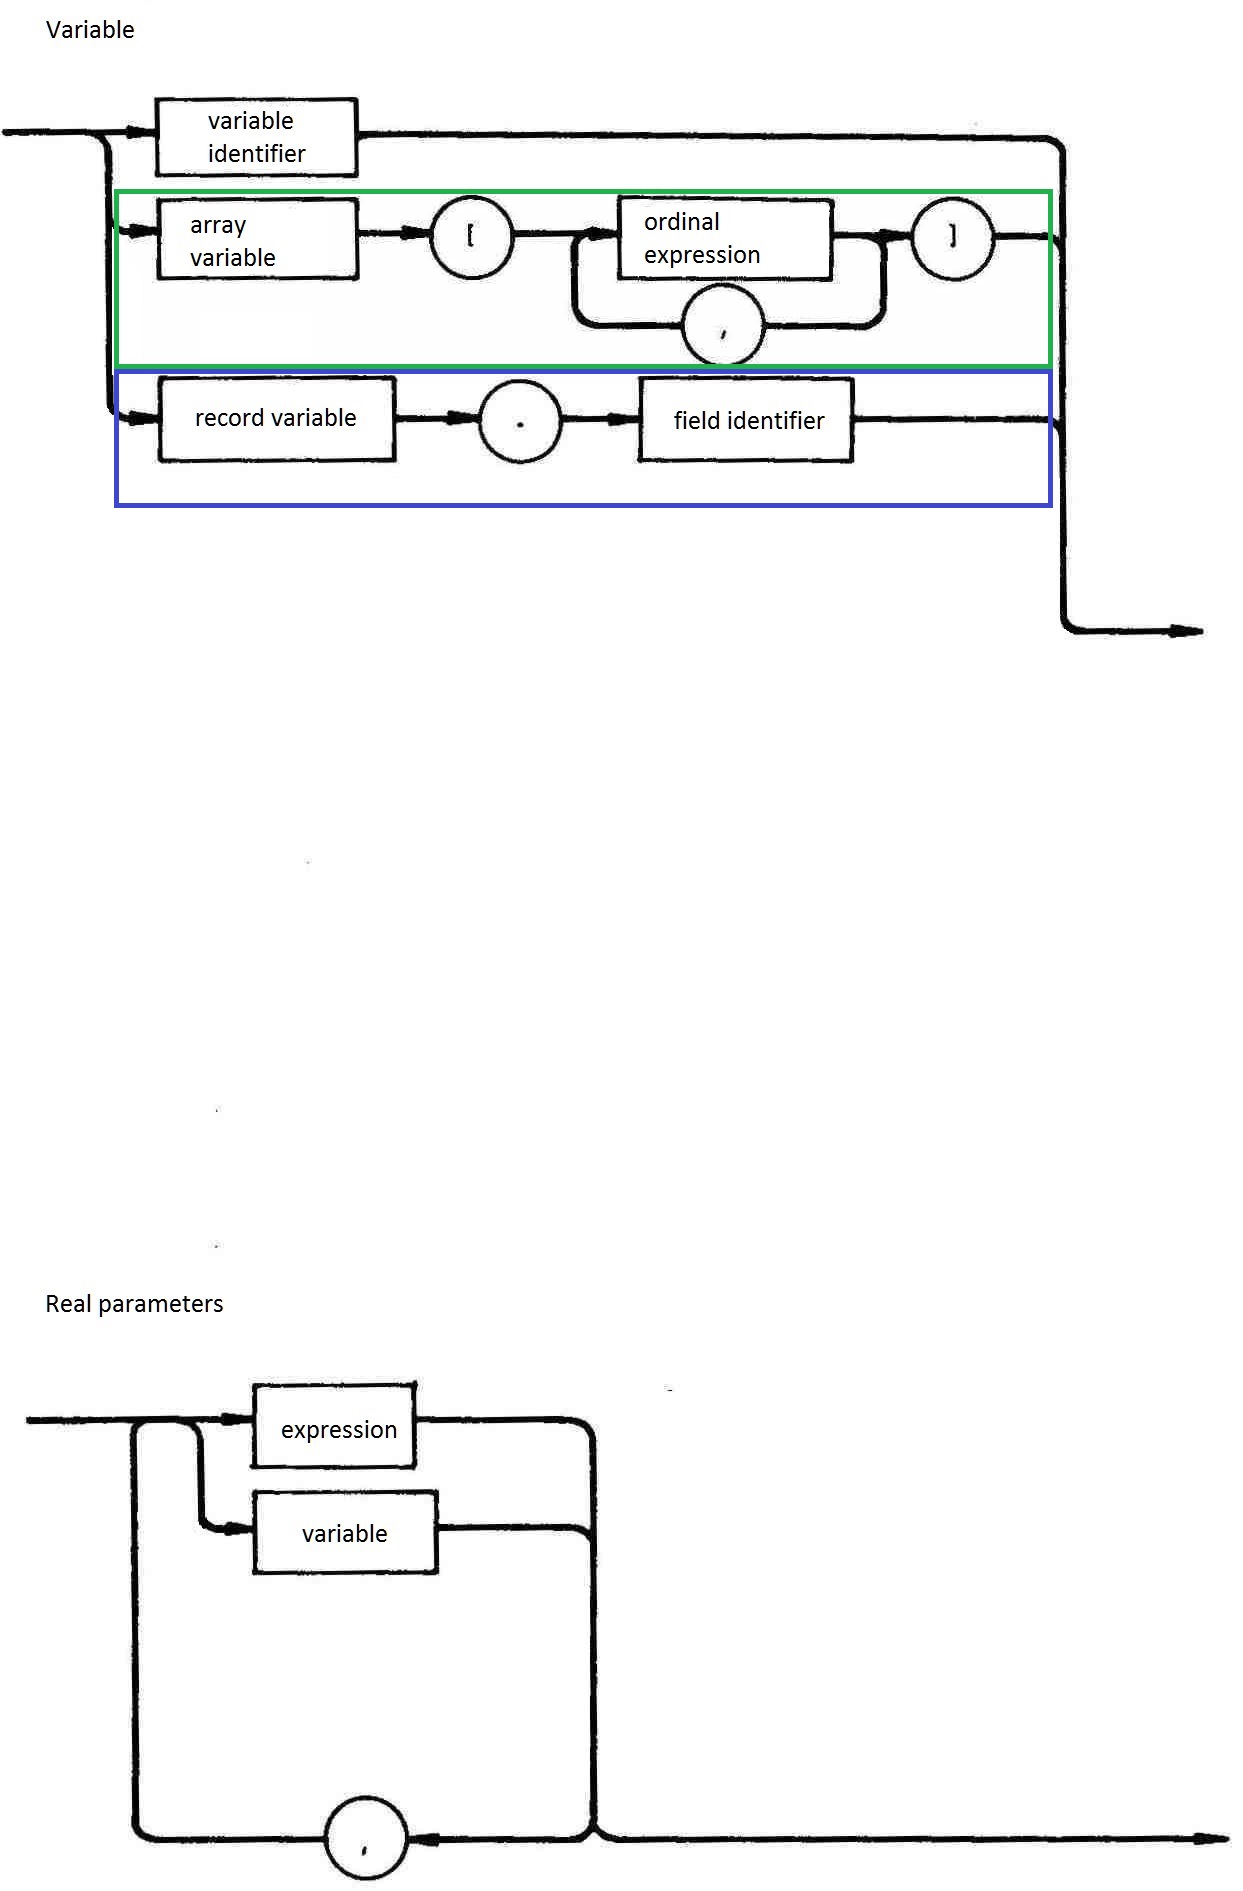 Variable
variable
identifier
array
variable
[
ordinal
expression
]
,
record variable
.
field identifier
Real parameters
expression
variable
,